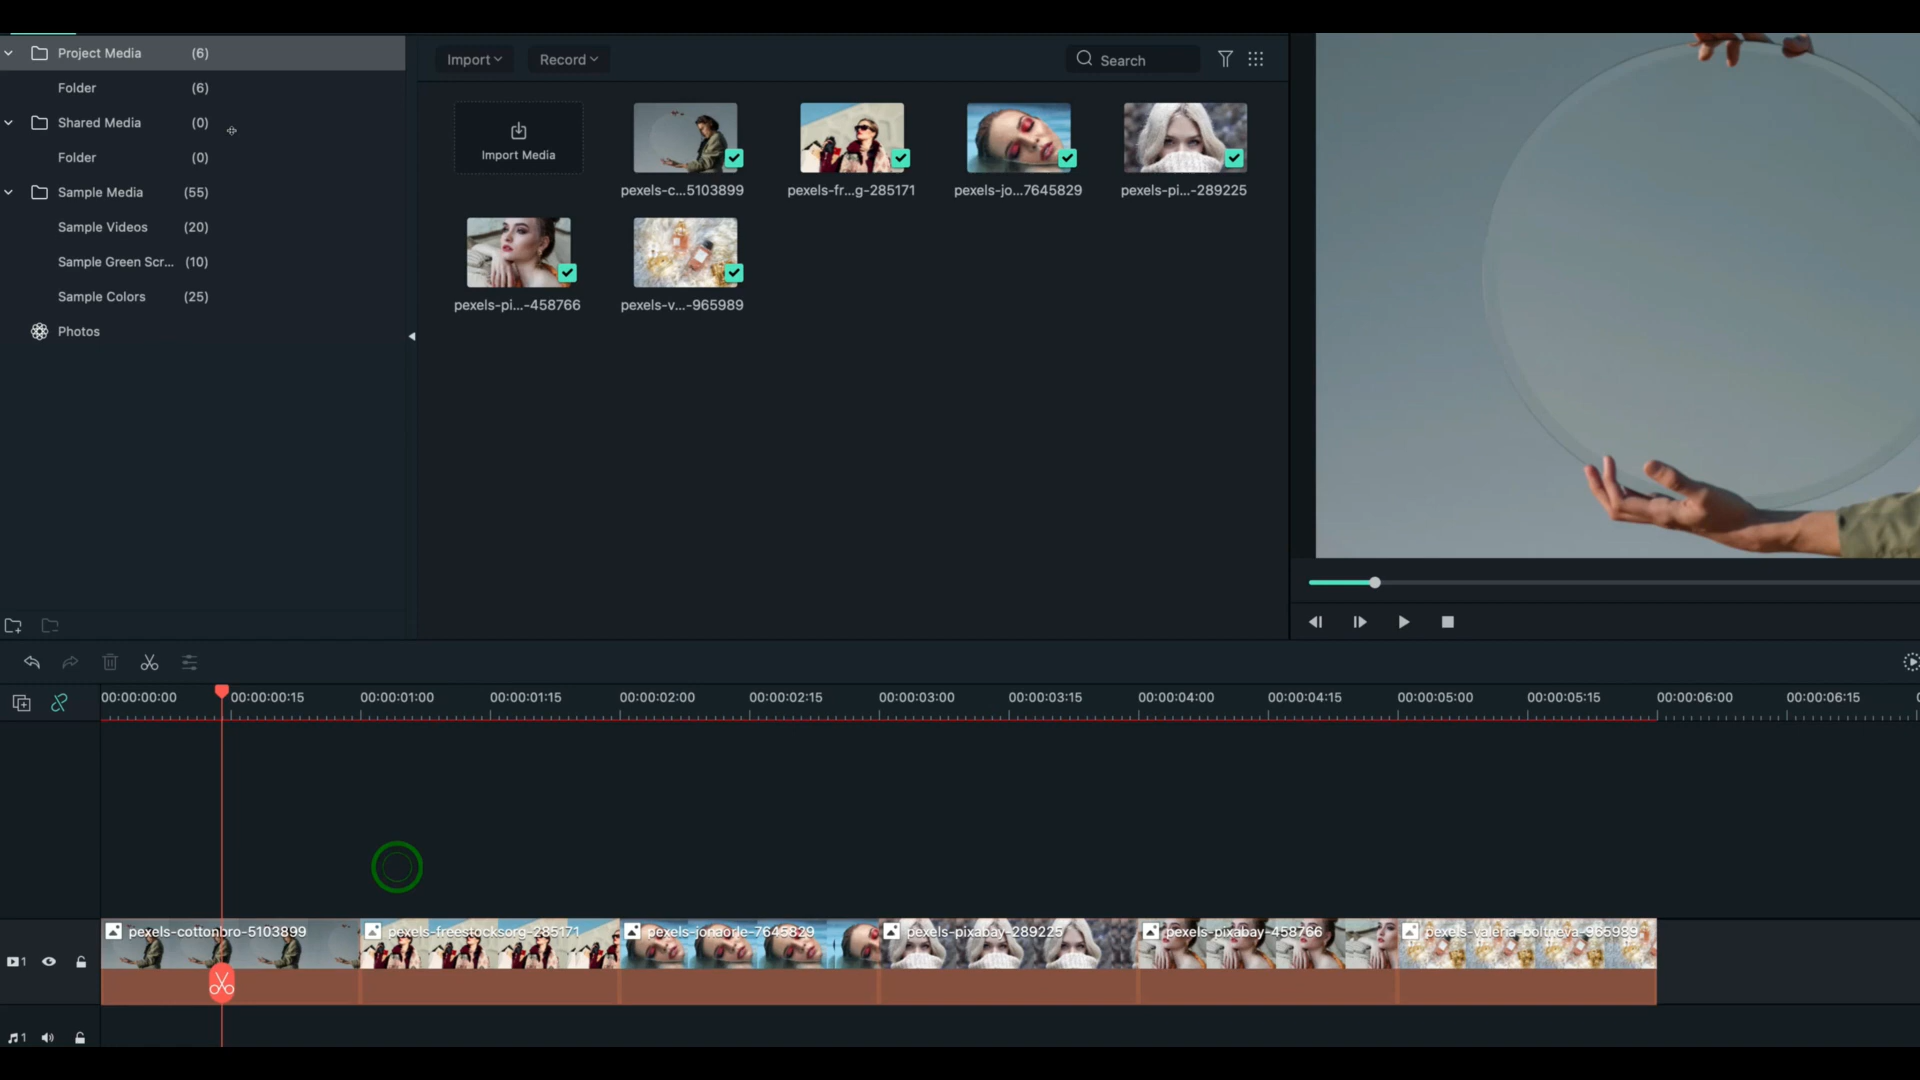 Project Media (6)
Folder (6)
Shared Media (0)
Folder (0)
Sample Media (55)
Sample Videos (20)
Sample Green Scr... (10)
Sample Colors (25)
Photos
Import Record Search
Import Media
pexels-c...5103899 pexels-fr...g-285171 pexels-jo...7645829 pexels-pi...-289225
pexels-pi...-458766 pexels-v...-965989
00:00:00:00 00:00:00:15 00:00:01:00 00:00:01:15 00:00:02:00 00:00:02:15 00:00:03:00 00:00:03:15 00:00:04:00 00:00:04:15 00:00:05:00 00:00:05:15 00:00:06:00 00:00:06:15
pexels-cottonbro-5103899 pexels-freestocksorg-285171 pexels-jonaorle-7645829 pexels-pixabay-289225 pexels-pixabay-458766 pexels-valeria-boltneva-965989
1
1